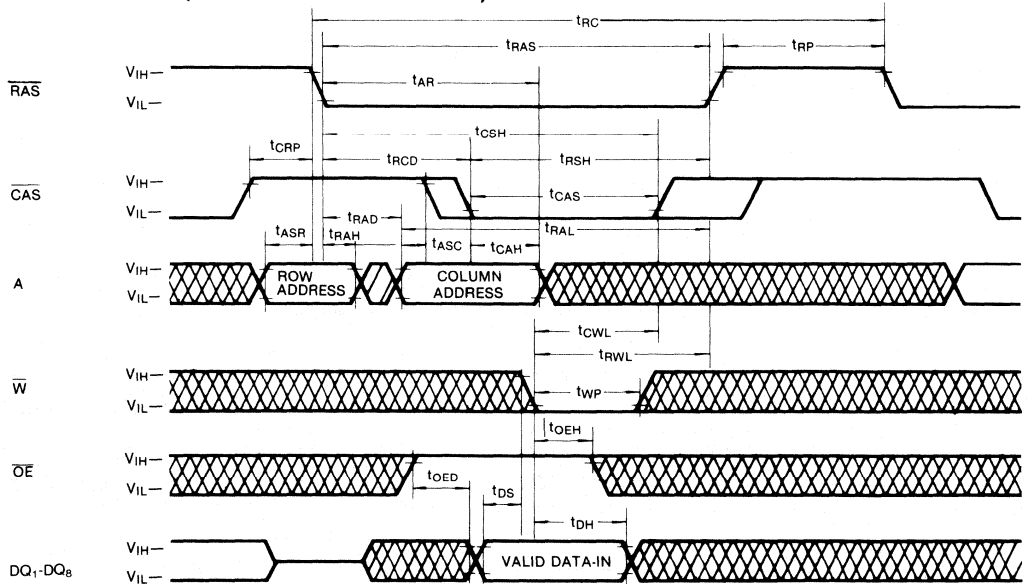 tRC
tRAS
tRP
tAR
RAS
VIH—
VIL—
tCSH
tCRP
tRCD
tRSH
CAS
VIH—
VIL—
tCAS
tRAD
tRAL
tASR
tRAH
tASC
tCAH
A
VIH—
VIL—
ROW ADDRESS
COLUMN ADDRESS
tCWL
tRWL
W
VIH—
VIL—
tWP
tOEH
OE
VIH—
VIL—
tOED
tDS
tDH
DQ1-DQ8
VIH—
VIL—
VALID DATA-IN